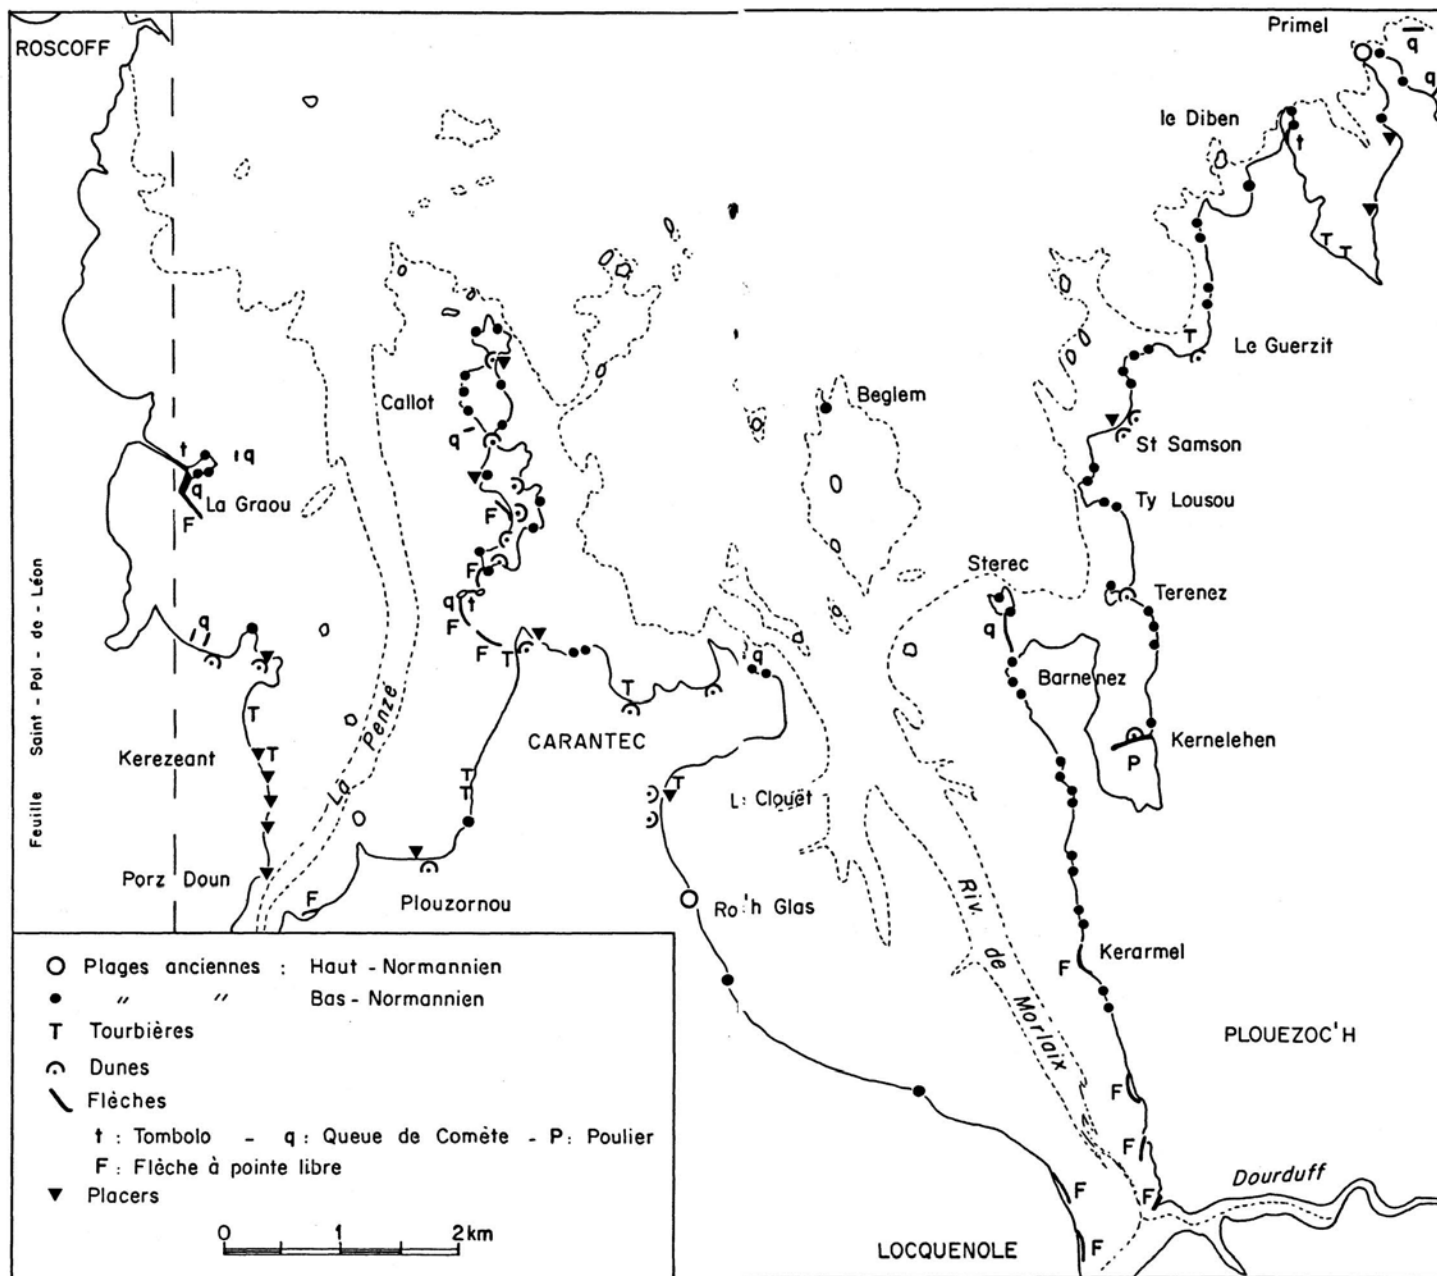 ROSCOFF
Primel
q
q
le Diben
t
T T
T
Le Guerzit
Callot
Beglem
q
St Samson
t
q
q
La Graou
F
F
Ty Lousou
Sterec
F
q t
Terenez
q
F
q
F
T
q
Barnenez
T
T
Kernelehen
P
CARANTEC
La Penzé
Kerezeant
T
T
T
T
L: Clouët
Feuille Saint - Pol - de - Léon
Porz Doun
Plouzornou
F
Ro:'h Glas
Riv. de Morlaix
Kerarmel
F
PLOUEZOC'H
F
F
F
Dourduff
F
F
LOCQUENOLE
Plages anciennes : Haut - Normannien
" " Bas - Normannien
T Tourbières
Dunes
Flèches
t : Tombolo - q : Queue de Comète - P : Poulier
F : Flèche à pointe libre
Placers
0 1 2 km